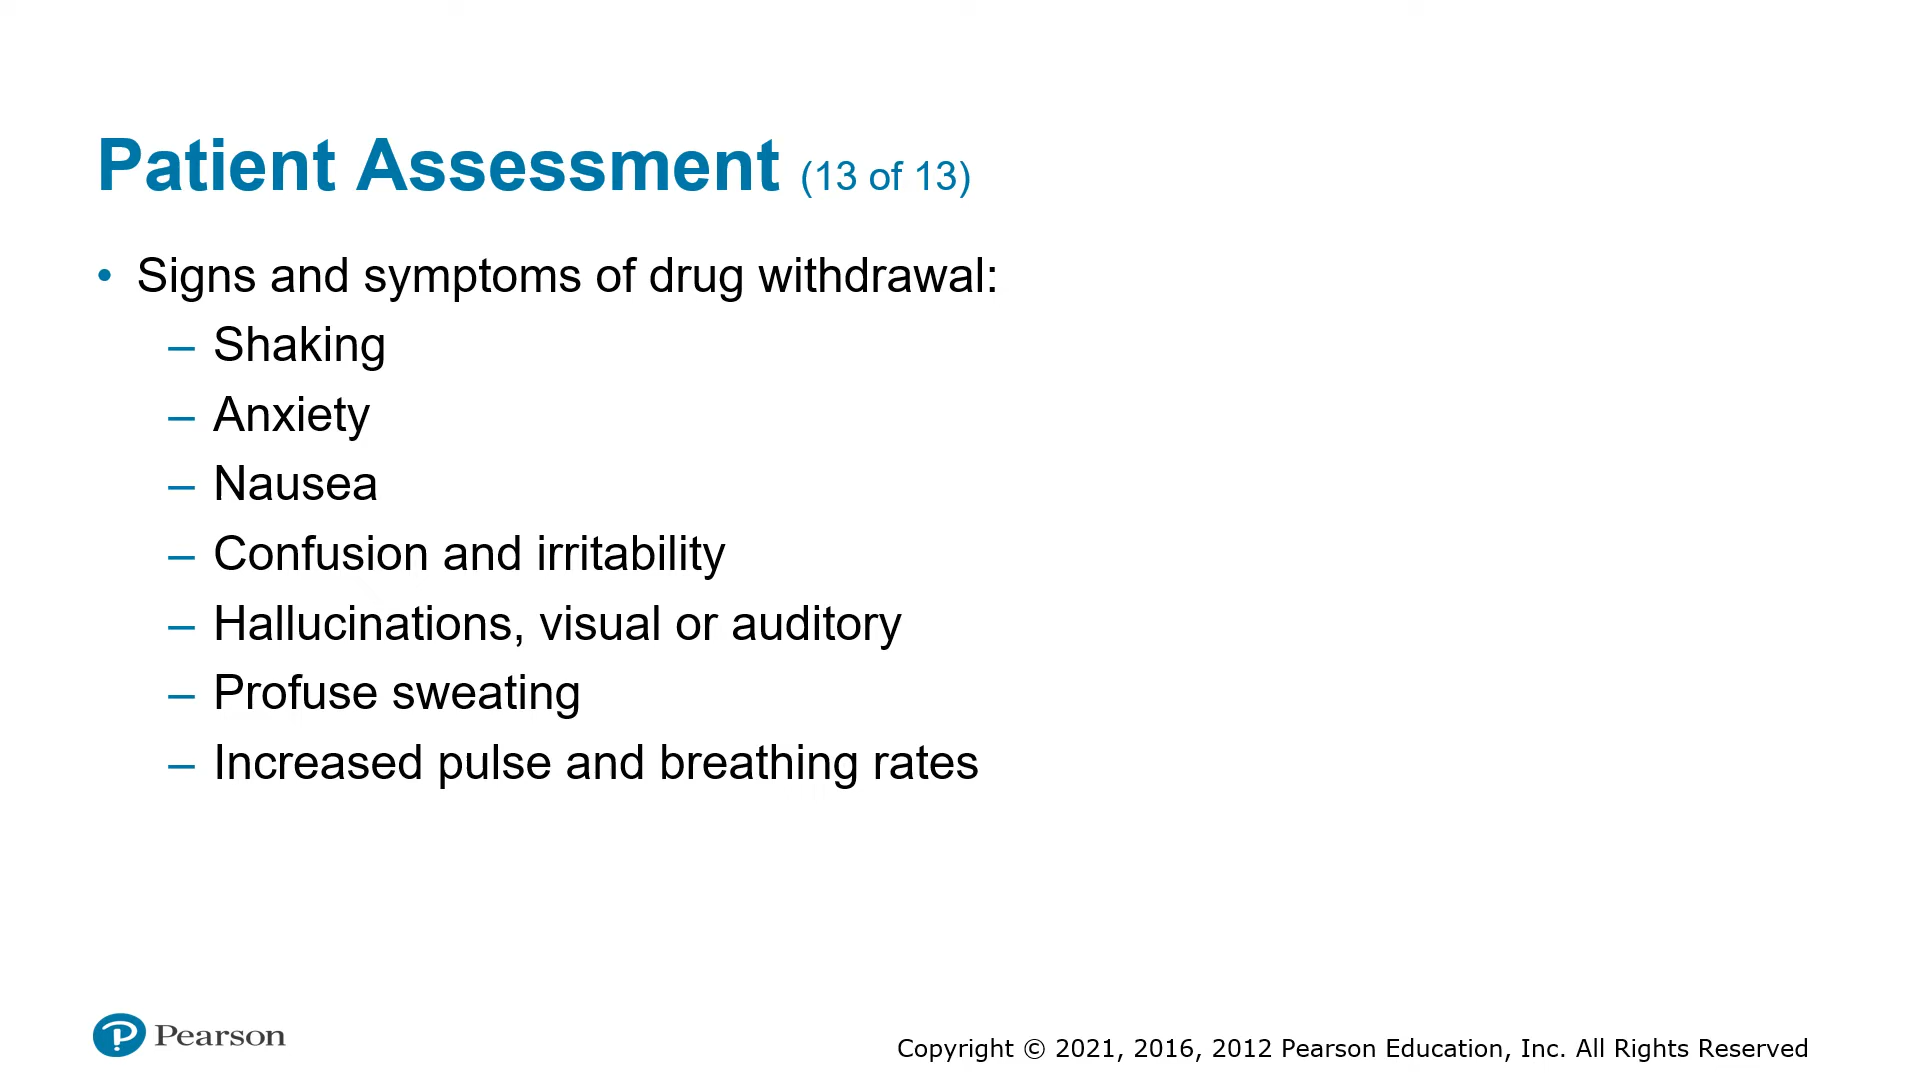 Patient Assessment (13 of 13)
• Signs and symptoms of drug withdrawal:
– Shaking
– Anxiety
– Nausea
– Confusion and irritability
– Hallucinations, visual or auditory
– Profuse sweating
– Increased pulse and breathing rates
Pearson
Copyright © 2021, 2016, 2012 Pearson Education, Inc. All Rights Reserved